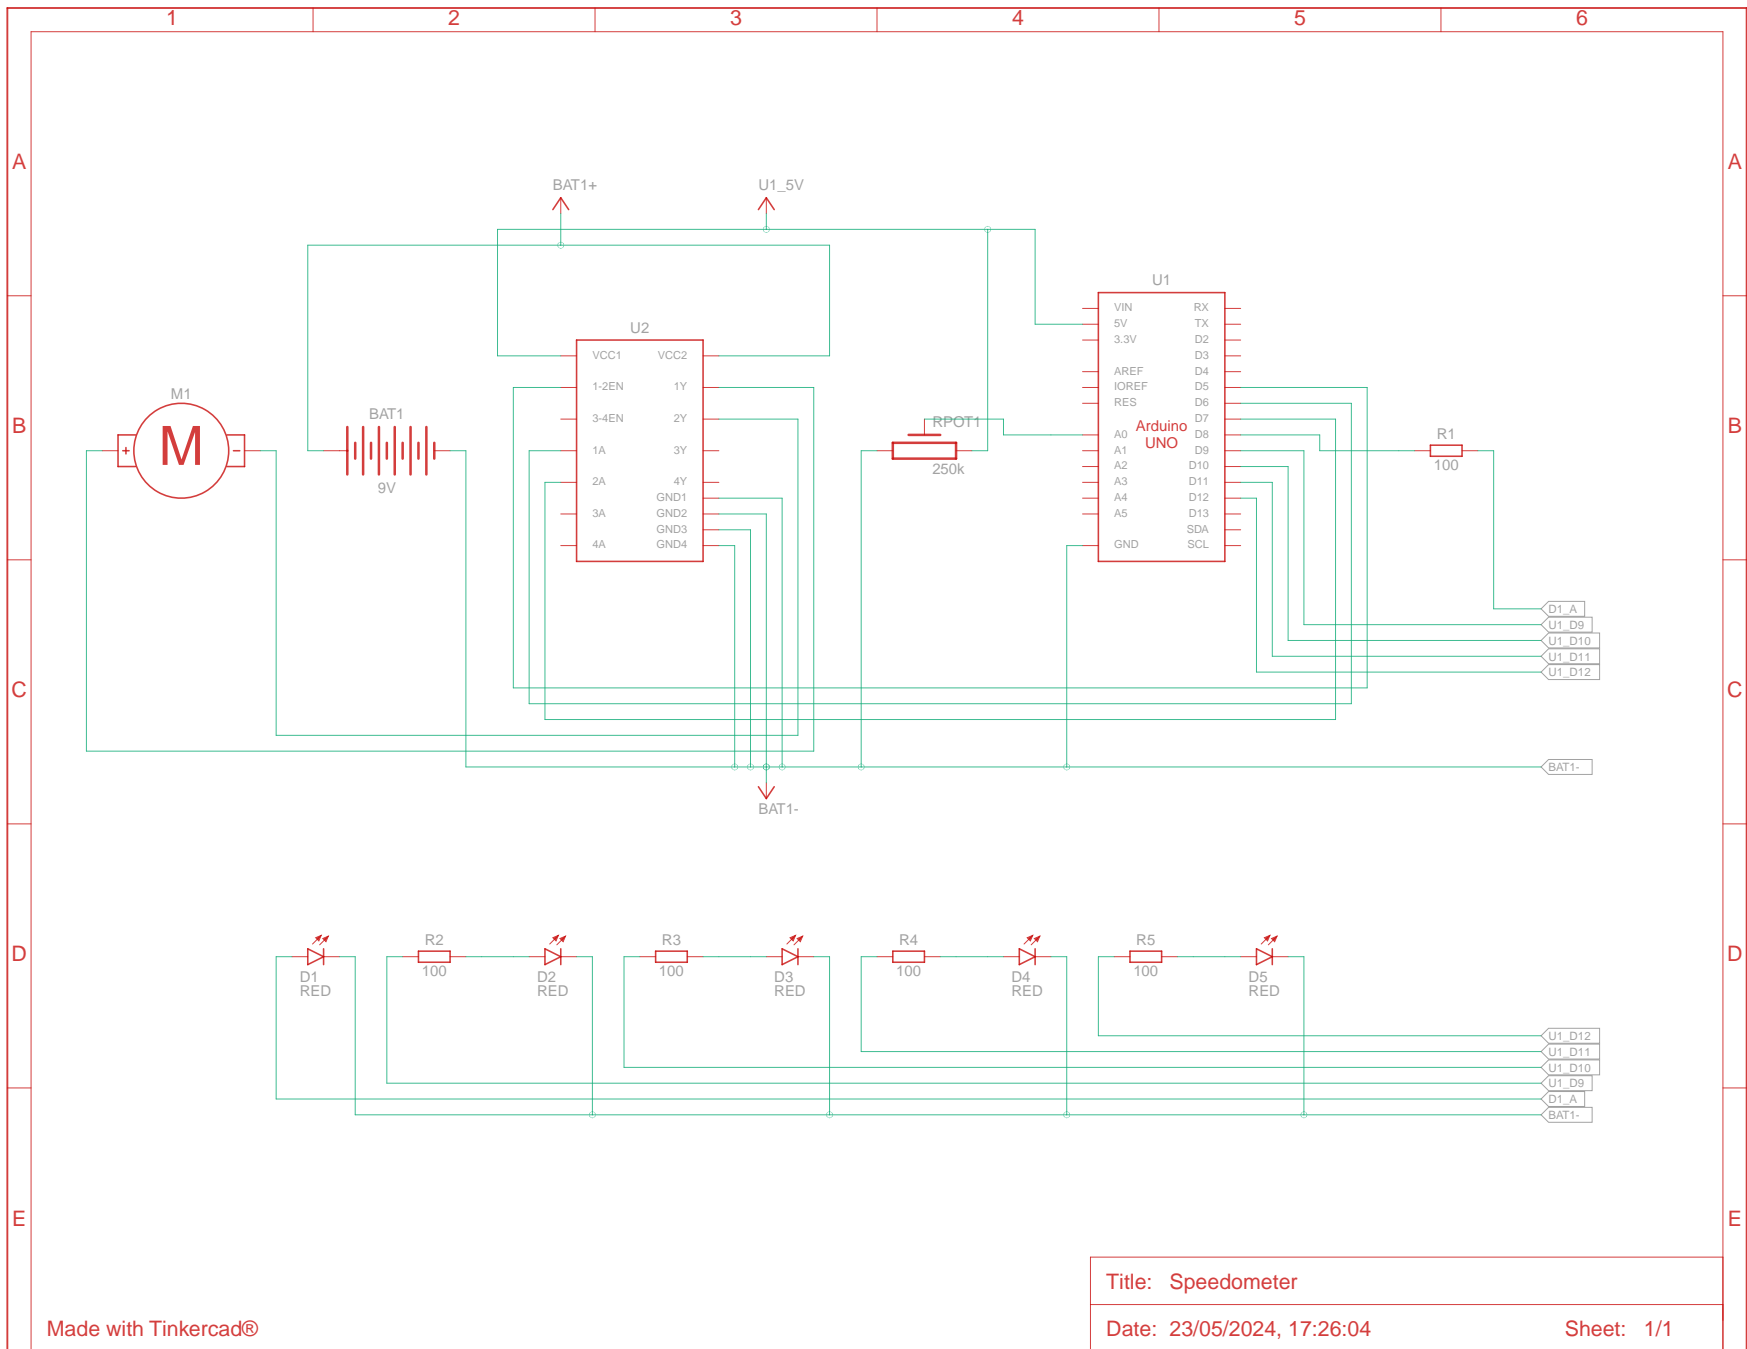 1 2 3 4 5 6
A A
BAT1+ U1_5V
U1
VIN RX
5V TX
3.3V D2
D3
AREF D4
IOREF D5
RES D6
D7
A0 D8
A1 D9
A2 D10
A3 D11
A4 D12
A5 D13
SDA
GND SCL
Arduino
UNO
U2
VCC1 VCC2
1-2EN 1Y
3-4EN 2Y
1A 3Y
2A 4Y
GND1
3A GND2
GND3
4A GND4
B B
M1
+ M -
BAT1
9V
RPOT1
250k
R1
100
D1_A
U1_D9
U1_D10
U1_D11
U1_D12
C C
BAT1-
BAT1-
D D
D1
RED
R2
100
D2
RED
R3
100
D3
RED
R4
100
D4
RED
R5
100
D5
RED
U1_D12
U1_D11
U1_D10
U1_D9
D1_A
BAT1-
E E
Title: Speedometer
Made with Tinkercad®
Date: 23/05/2024, 17:26:04 Sheet: 1/1